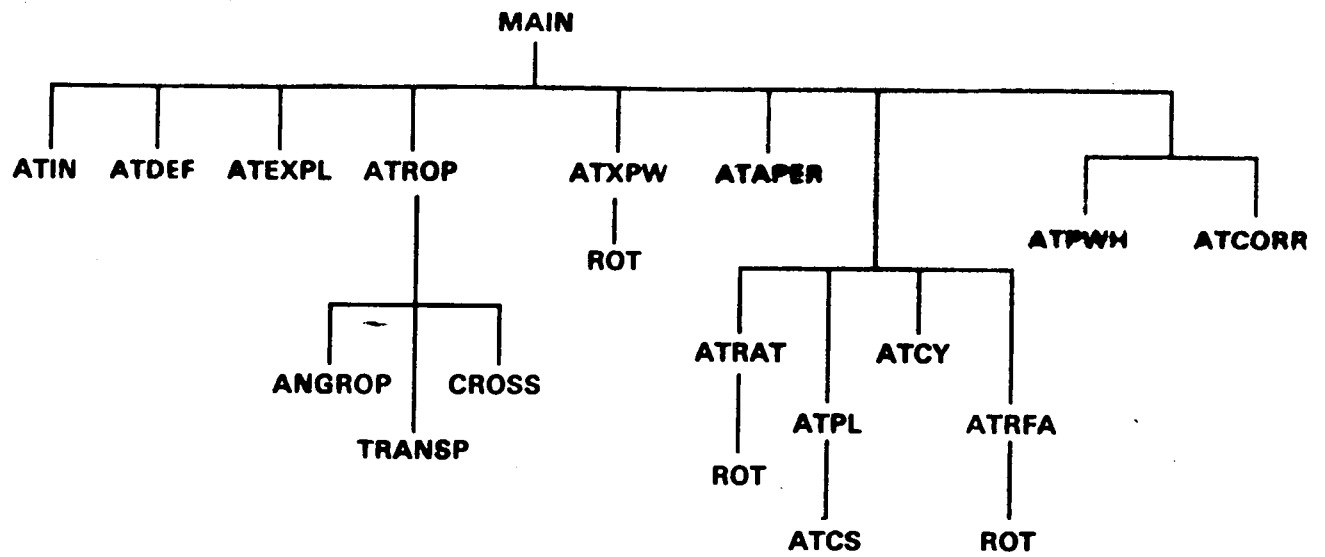 MAIN
ATIN ATDEF ATEXPL ATROP ATXPW ATAPER
ATPWH ATCORR
ROT
ATRAT ATCY
ANGROP CROSS
ATPL ATRFA
TRANSP
ROT
ATCS ROT